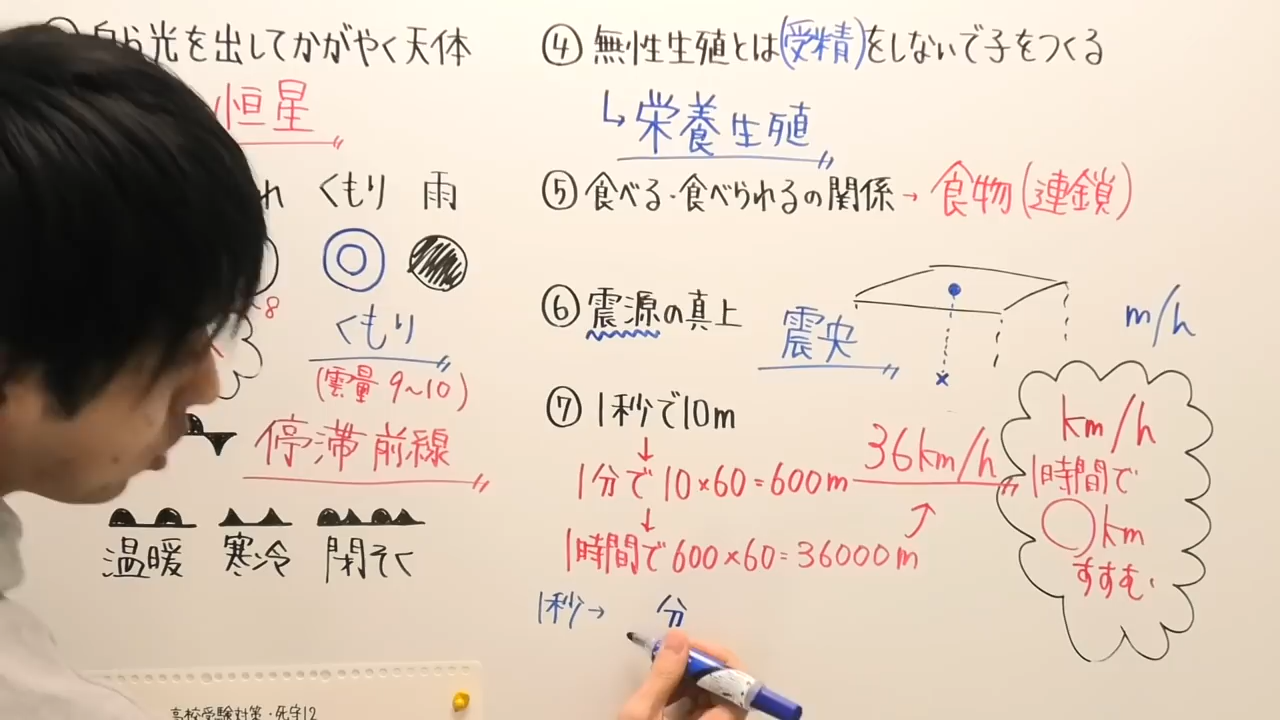 光を出してかがやく天体
恒星
れ くもり 雨
8
くもり
(雲量 9~10)
停滞前線
温暖 寒冷 閉そく
高校受験対策・死守12
④ 無性生殖とは(受精)をしないで子をつくる
↳栄養生殖
⑤ 食べる・食べられるの関係→食物(連鎖)
⑥ 震源の真上 震央
×
m/h
⑦ 1秒で10m
↓
1分で 10×60=600m
36km/h
↓
1時間で600×60=36000m
1秒→ 分
km/h
1時間で
○km
すすむ